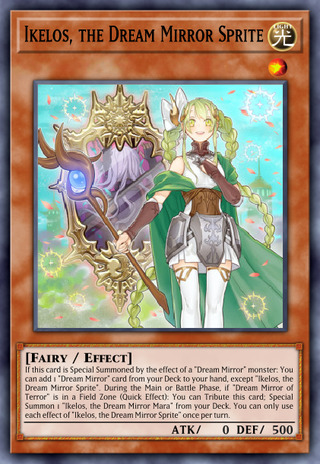 Ikelos, the Dream Mirror Sprite
LIGHT
光
[Fairy / Effect]
If this card is Special Summoned by the effect of a "Dream Mirror" monster: You
can add 1 "Dream Mirror" card from your Deck to your hand, except "Ikelos, the
Dream Mirror Sprite". During the Main or Battle Phase, if "Dream Mirror of
Terror" is in a Field Zone (Quick Effect): You can Tribute this card; Special
Summon 1 "Ikelos, the Dream Mirror Mara" from your Deck. You can only use
each effect of "Ikelos, the Dream Mirror Sprite" once per turn.
ATK/ 0 DEF/ 500